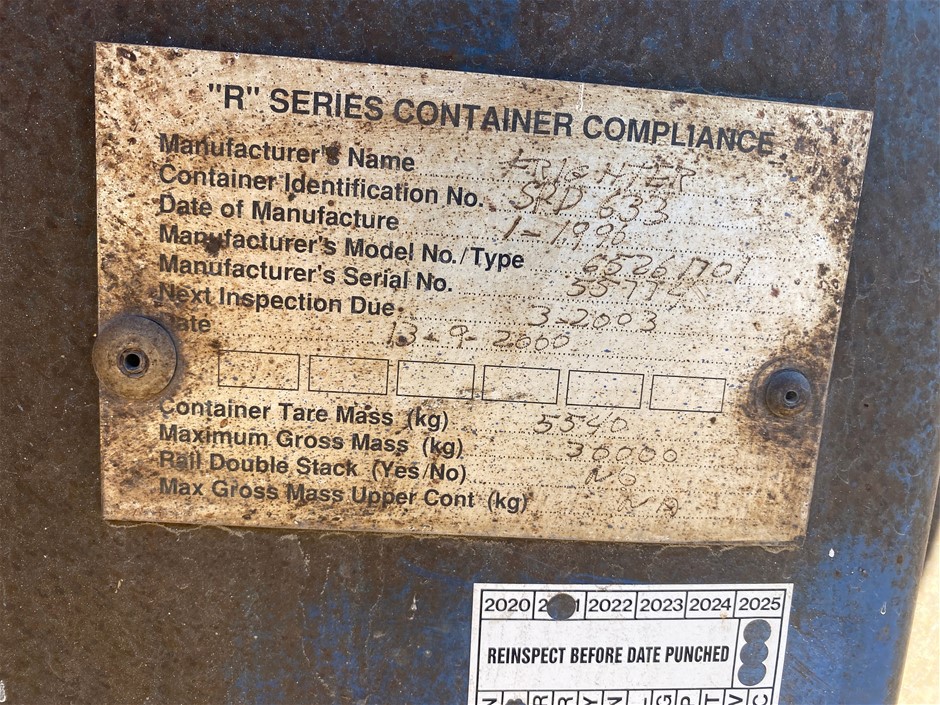 "R" SERIES CONTAINER COMPLIANCE
Manufacturer's Name FRIGHTER
Container Identification No. SRD 633
Date of Manufacture 1-1996
Manufacturer's Model No./Type 6526 1701
Manufacturer's Serial No.
Next Inspection Due 3-2003
Date 13-9-2000
Container Tare Mass (kg) 5540
Maximum Gross Mass (kg) 30000
Rail Double Stack (Yes/No) NO
Max Gross Mass Upper Cont (kg) NA
2020 2022 2023 2024 2025
REINSPECT BEFORE DATE PUNCHED